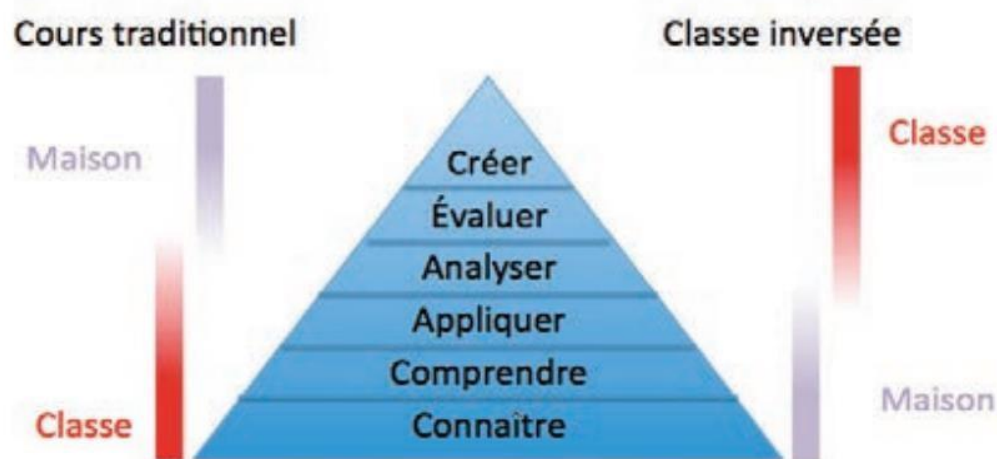 Cours traditionnel
Classe inversée
Maison
Classe
Créer
Évaluer
Analyser
Appliquer
Comprendre
Connaître
Classe
Maison